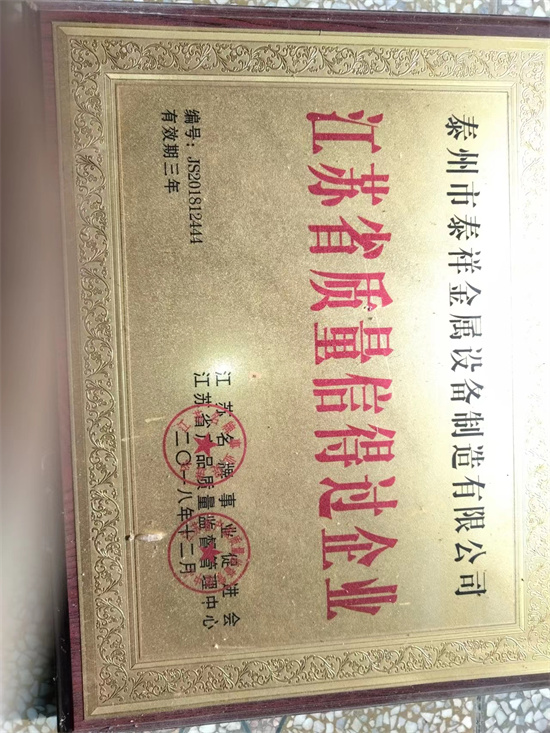 泰州市泰祥金属设备制造有限公司
江苏省质量信得过企业
编号：JS201812444
有效期三年
江苏名牌事业促进会
江苏省产品质量监督管理中心
二〇一八年十二月